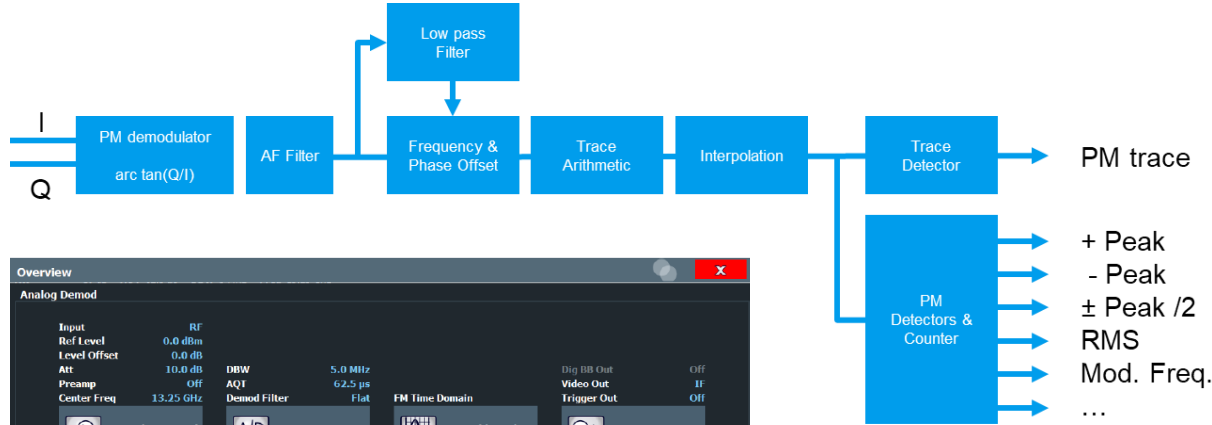 Low pass
Filter
I
Q
PM demodulator
arc tan(Q/I)
AF Filter
Frequency &
Phase Offset
Trace
Arithmetic
Interpolation
Trace
Detector
PM trace
PM
Detectors &
Counter
+ Peak
- Peak
± Peak /2
RMS
Mod. Freq.
...
Overview
X
Analog Demod
Input RF
Ref Level 0.0 dBm
Level Offset 0.0 dB
Att 10.0 dB DBW 5.0 MHz Dig BB Out Off
Preamp Off AQT 62.5 µs Video Out IF
Center Freq 13.25 GHz Demod Filter Flat FM Time Domain Trigger Out Off